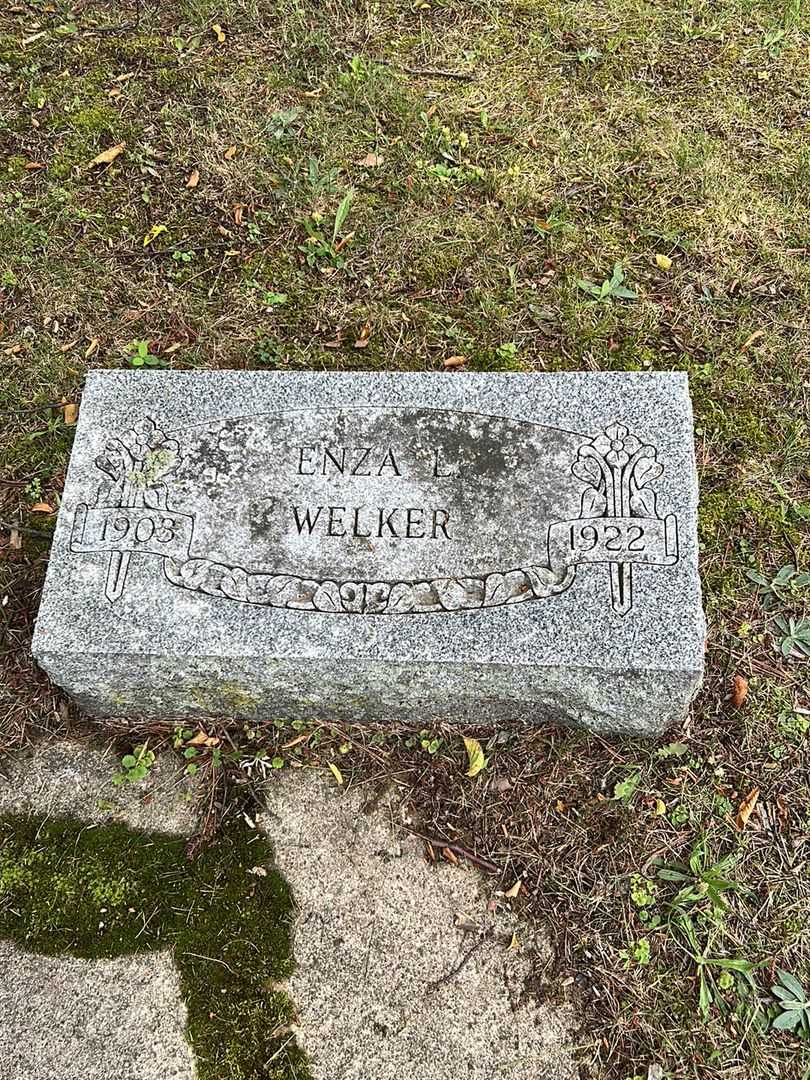 ENZA L.
WELKER
1903
1922